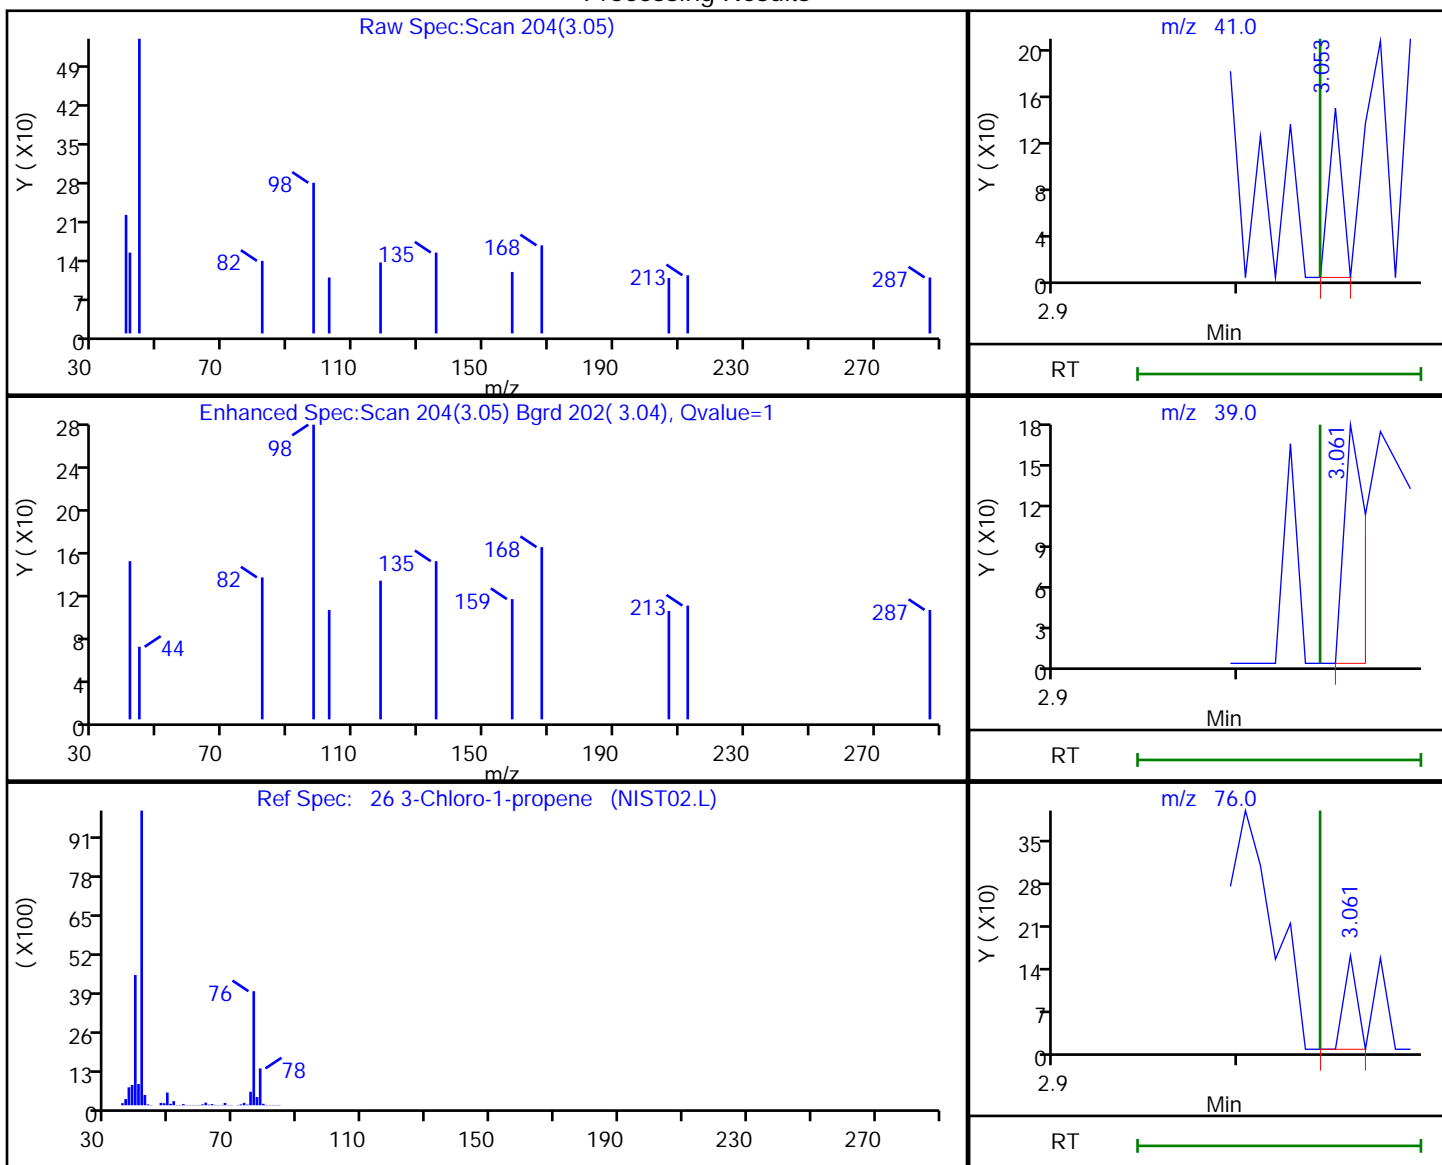 Processing Results
Raw Spec:Scan 204(3.05)
Y ( X10)
49
42
35
28
21
14
7
0
98
82
135
168
213
287
30 70 110 150 190 230 270
m/z
m/z 41.0
Y ( X10)
20
16
12
8
4
0
3.053
2.9
Min
RT
Enhanced Spec:Scan 204(3.05) Bgrd 202( 3.04), Qvalue=1
Y ( X10)
28
24
20
16
12
8
4
0
98
44
82
135
168
159
213
287
30 70 110 150 190 230 270
m/z
m/z 39.0
Y ( X10)
18
15
12
9
6
3
0
3.061
2.9
Min
RT
Ref Spec: 26 3-Chloro-1-propene (NIST02.L)
( X100)
91
78
65
52
39
26
13
0
76
78
30 70 110 150 190 230 270
m/z 76.0
Y ( X10)
35
28
21
14
7
0
3.061
2.9
Min
RT